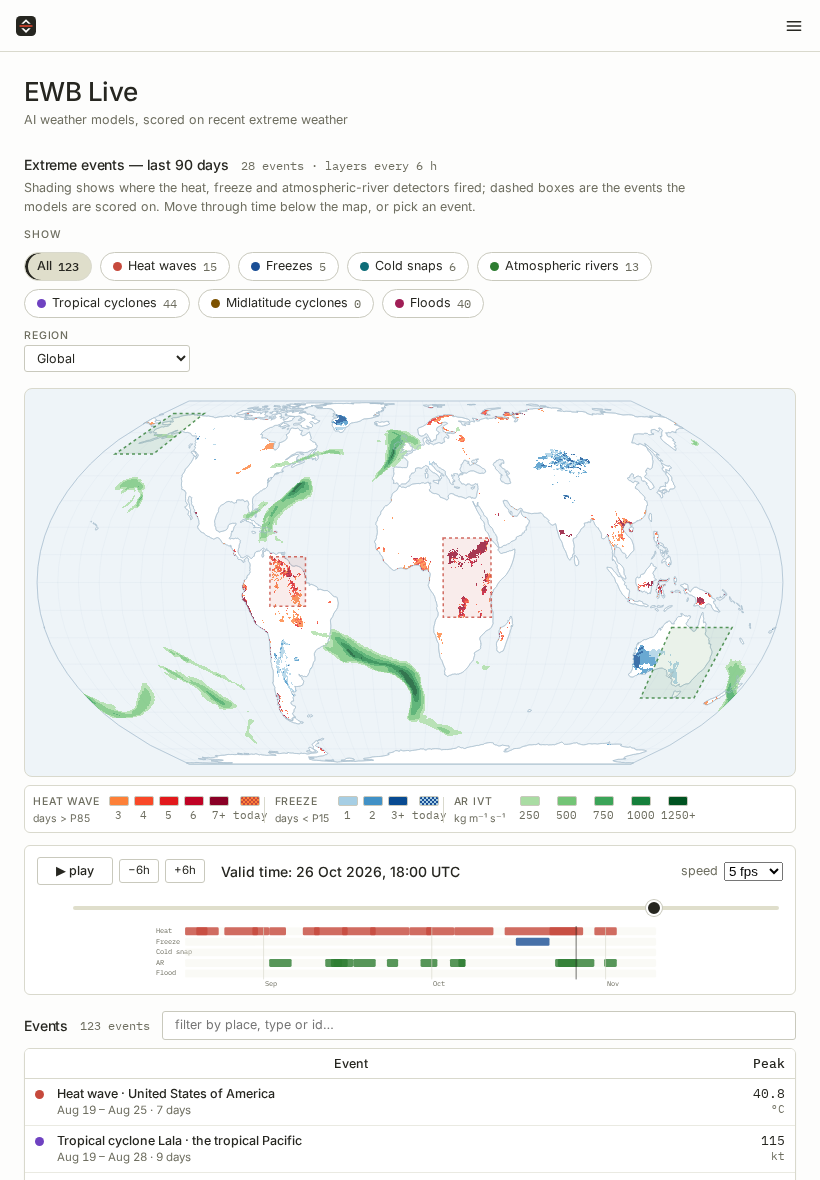 EWB Live
AI weather models, scored on recent extreme weather
Extreme events — last 90 days 28 events · layers every 6 h
Shading shows where the heat, freeze and atmospheric-river detectors fired; dashed boxes are the events the
models are scored on. Move through time below the map, or pick an event.
SHOW
All 123 Heat waves 15 Freezes 5 Cold snaps 6 Atmospheric rivers 13
Tropical cyclones 44 Midlatitude cyclones 0 Floods 40
REGION
Global
HEAT WAVE FREEZE AR IVT
days > P85 3 4 5 6 7+ today days < P15 1 2 3+ today kg m⁻¹ s⁻¹ 250 500 750 1000 1250+
▶ play −6h +6h Valid time: 26 Oct 2026, 18:00 UTC speed 5 fps
Heat
Freeze
Cold snap
AR
Flood
Sep Oct Nov
Events 123 events filter by place, type or id…
Event Peak
Heat wave · United States of America 40.8
Aug 19 – Aug 25 · 7 days °C
Tropical cyclone Lala · the tropical Pacific 115
Aug 19 – Aug 28 · 9 days kt